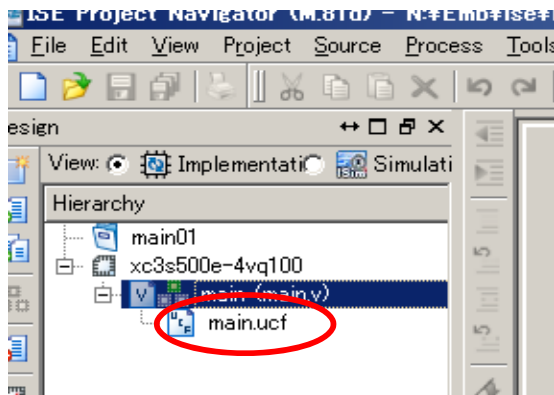 ISE Project Navigator (M.81d) - N:¥Emb¥ise¥
File Edit View Project Source Process Tools
esign
View: Implementati Simulati
Hierarchy
main01
xc3s500e-4vq100
main (main.v)
main.ucf